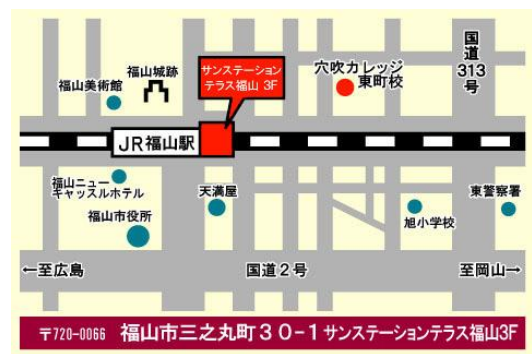 国道313号
穴吹カレッジ
東町校
サンステーション
テラス福山 3F
福山城跡
福山美術館
JR福山駅
福山ニュー
キャッスルホテル
天満屋
福山市役所
旭小学校
東警察署
←至広島
国道2号
至岡山→
〒720-0066 福山市三之丸町30-1サンステーションテラス福山3F